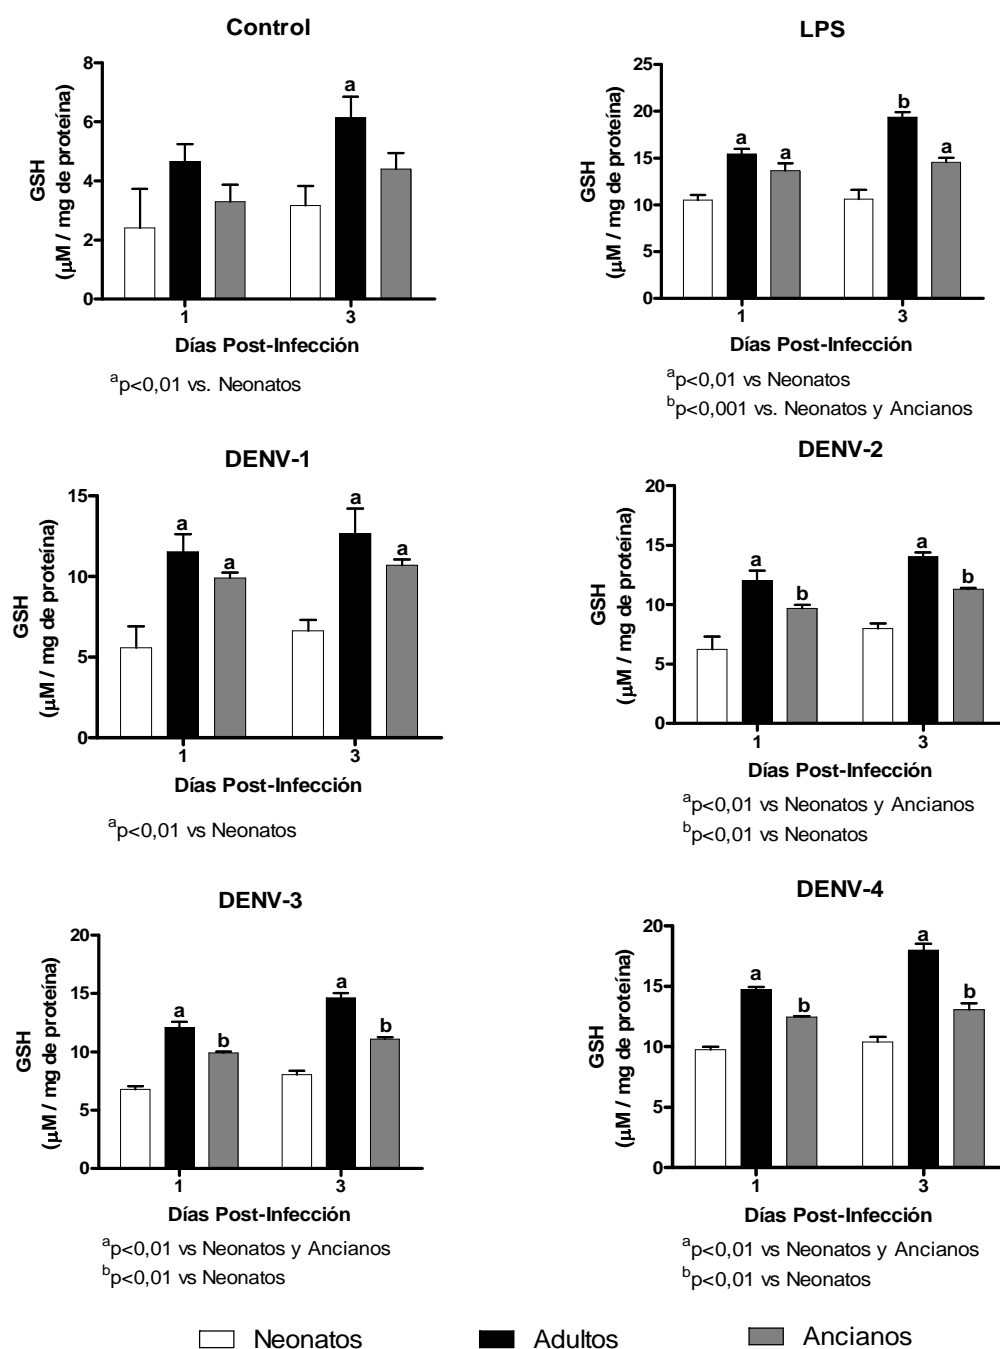 Control
GSH
(μM / mg de proteína)
8
6
4
2
0
a
1
3
Días Post-Infección
ap<0,01 vs. Neonatos
LPS
GSH
(μM / mg de proteína)
25
20
15
10
5
0
a
a
b
a
1
3
Días Post-Infección
ap<0,01 vs Neonatos
bp<0,001 vs. Neonatos y Ancianos
DENV-1
GSH
(μM / mg de proteína)
15
10
5
0
a
a
a
a
1
3
Días Post-Infección
ap<0,01 vs Neonatos
DENV-2
GSH
(μM / mg de proteína)
20
15
10
5
0
a
b
a
b
1
3
Días Post-Infección
ap<0,01 vs Neonatos y Ancianos
bp<0,01 vs Neonatos
DENV-3
GSH
(μM / mg de proteína)
20
15
10
5
0
a
b
a
b
1
3
Días Post-Infección
ap<0,01 vs Neonatos y Ancianos
bp<0,01 vs Neonatos
DENV-4
GSH
(μM / mg de proteína)
20
15
10
5
0
a
b
a
b
1
3
Días Post-Infección
ap<0,01 vs Neonatos y Ancianos
bp<0,01 vs Neonatos
Neonatos
Adultos
Ancianos